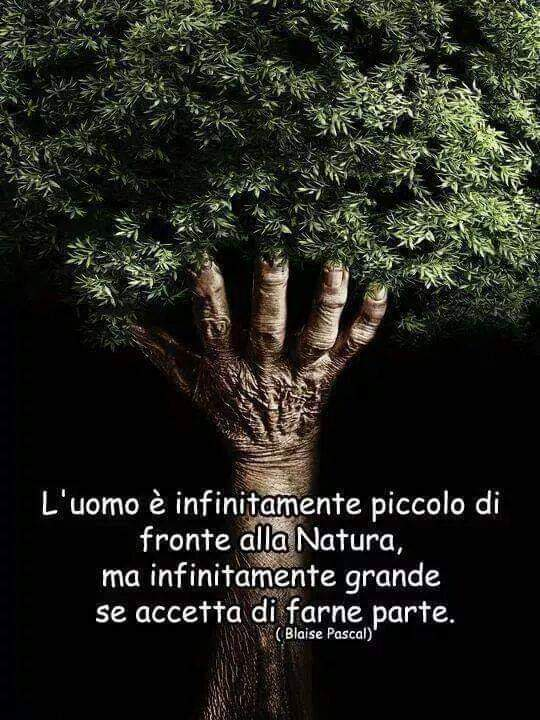 L'uomo è infinitamente piccolo di
fronte alla Natura,
ma infinitamente grande
se accetta di farne parte.
( Blaise Pascal)